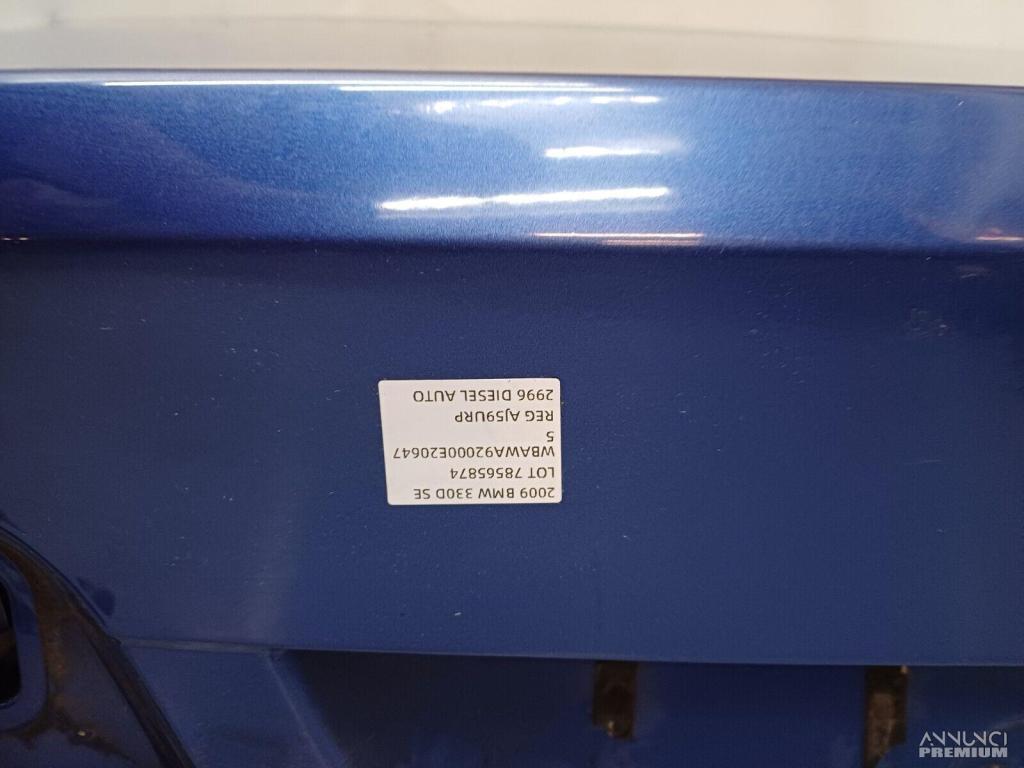 2009 BMW 330D SE
LOT 78565874
WBAWA92000E20647
5
REG AJ59URP
2996 DIESEL AUTO
ANNUNCI
PREMIUM